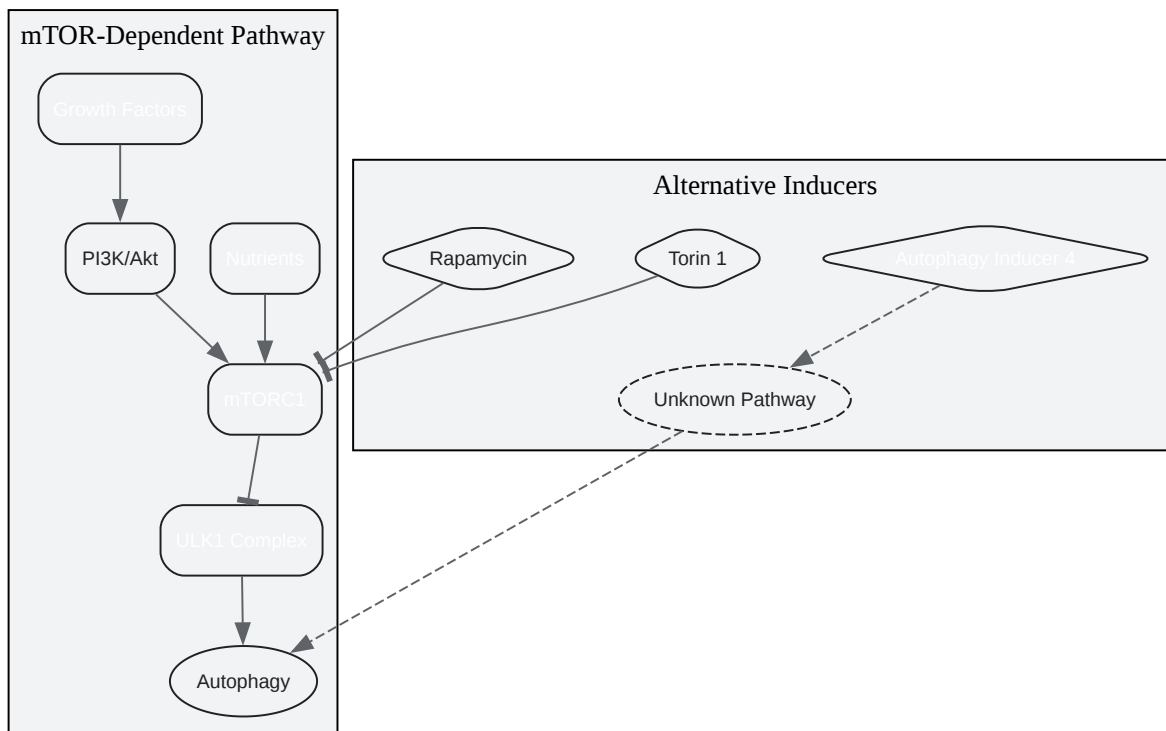 mTOR-Dependent Pathway
Growth Factors
PI3K/Akt
Nutrients
mTORC1
ULK1 Complex
Autophagy
Alternative Inducers
Rapamycin
Torin 1
Autophagy Inducer 4
Unknown Pathway